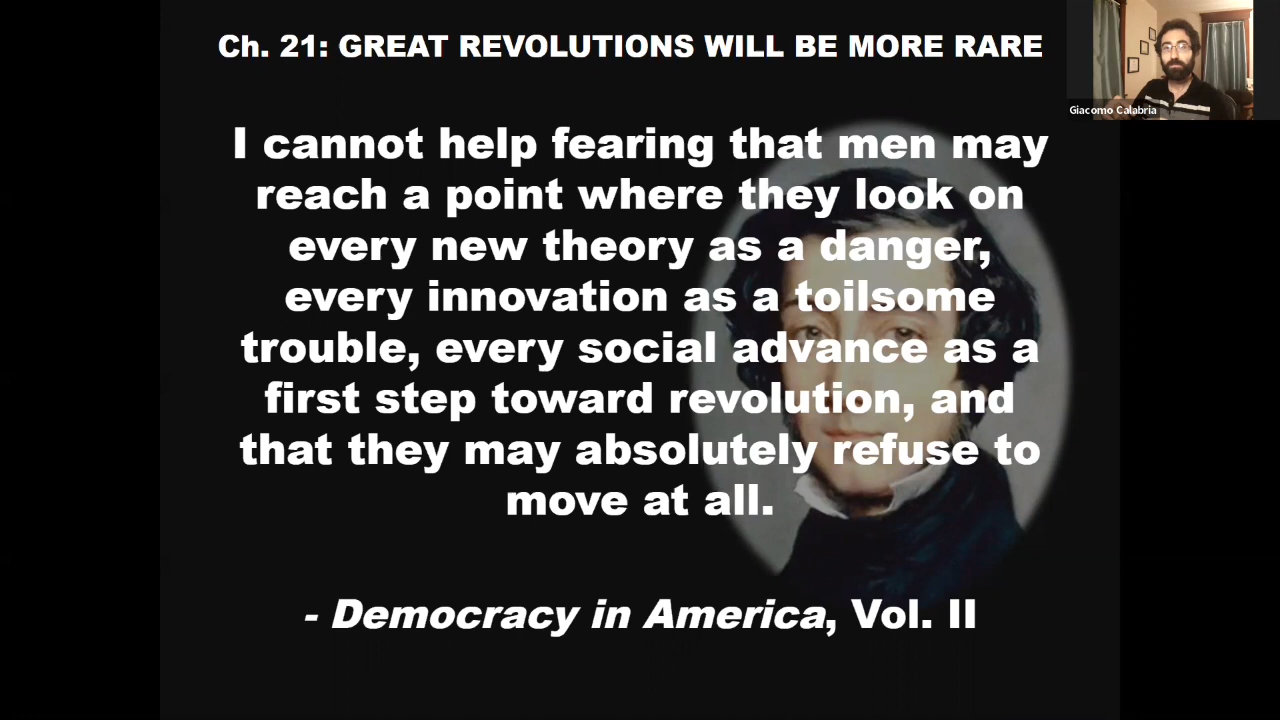 Ch. 21: GREAT REVOLUTIONS WILL BE MORE RARE
Giacomo Calabria
I cannot help fearing that men may
reach a point where they look on
every new theory as a danger,
every innovation as a toilsome
trouble, every social advance as a
first step toward revolution, and
that they may absolutely refuse to
move at all.
- Democracy in America, Vol. II